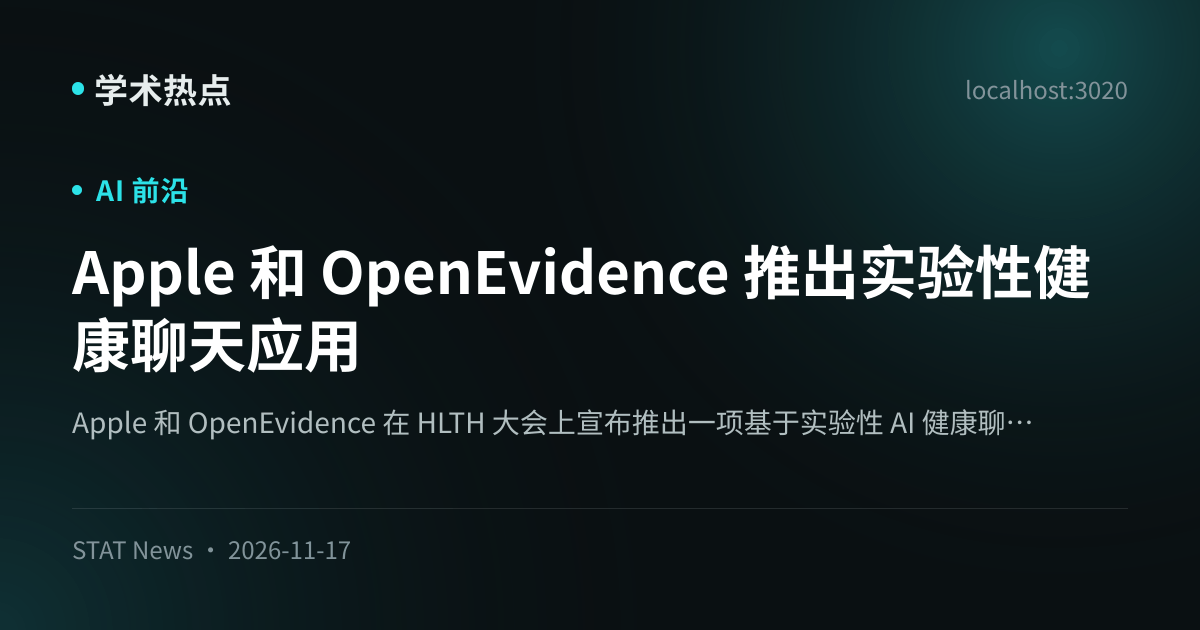 学术热点
localhost:3020
AI 前沿
Apple 和 OpenEvidence 推出实验性健
康聊天应用
Apple 和 OpenEvidence 在 HLTH 大会上宣布推出一项基于实验性 AI 健康聊…
STAT News · 2026-11-17